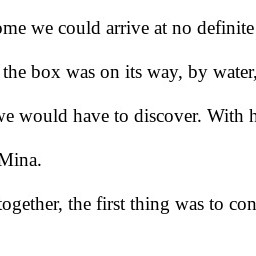 ome we could arrive at no definite
the box was on its way, by water,
we would have to discover. With h
Mina.
together, the first thing was to con